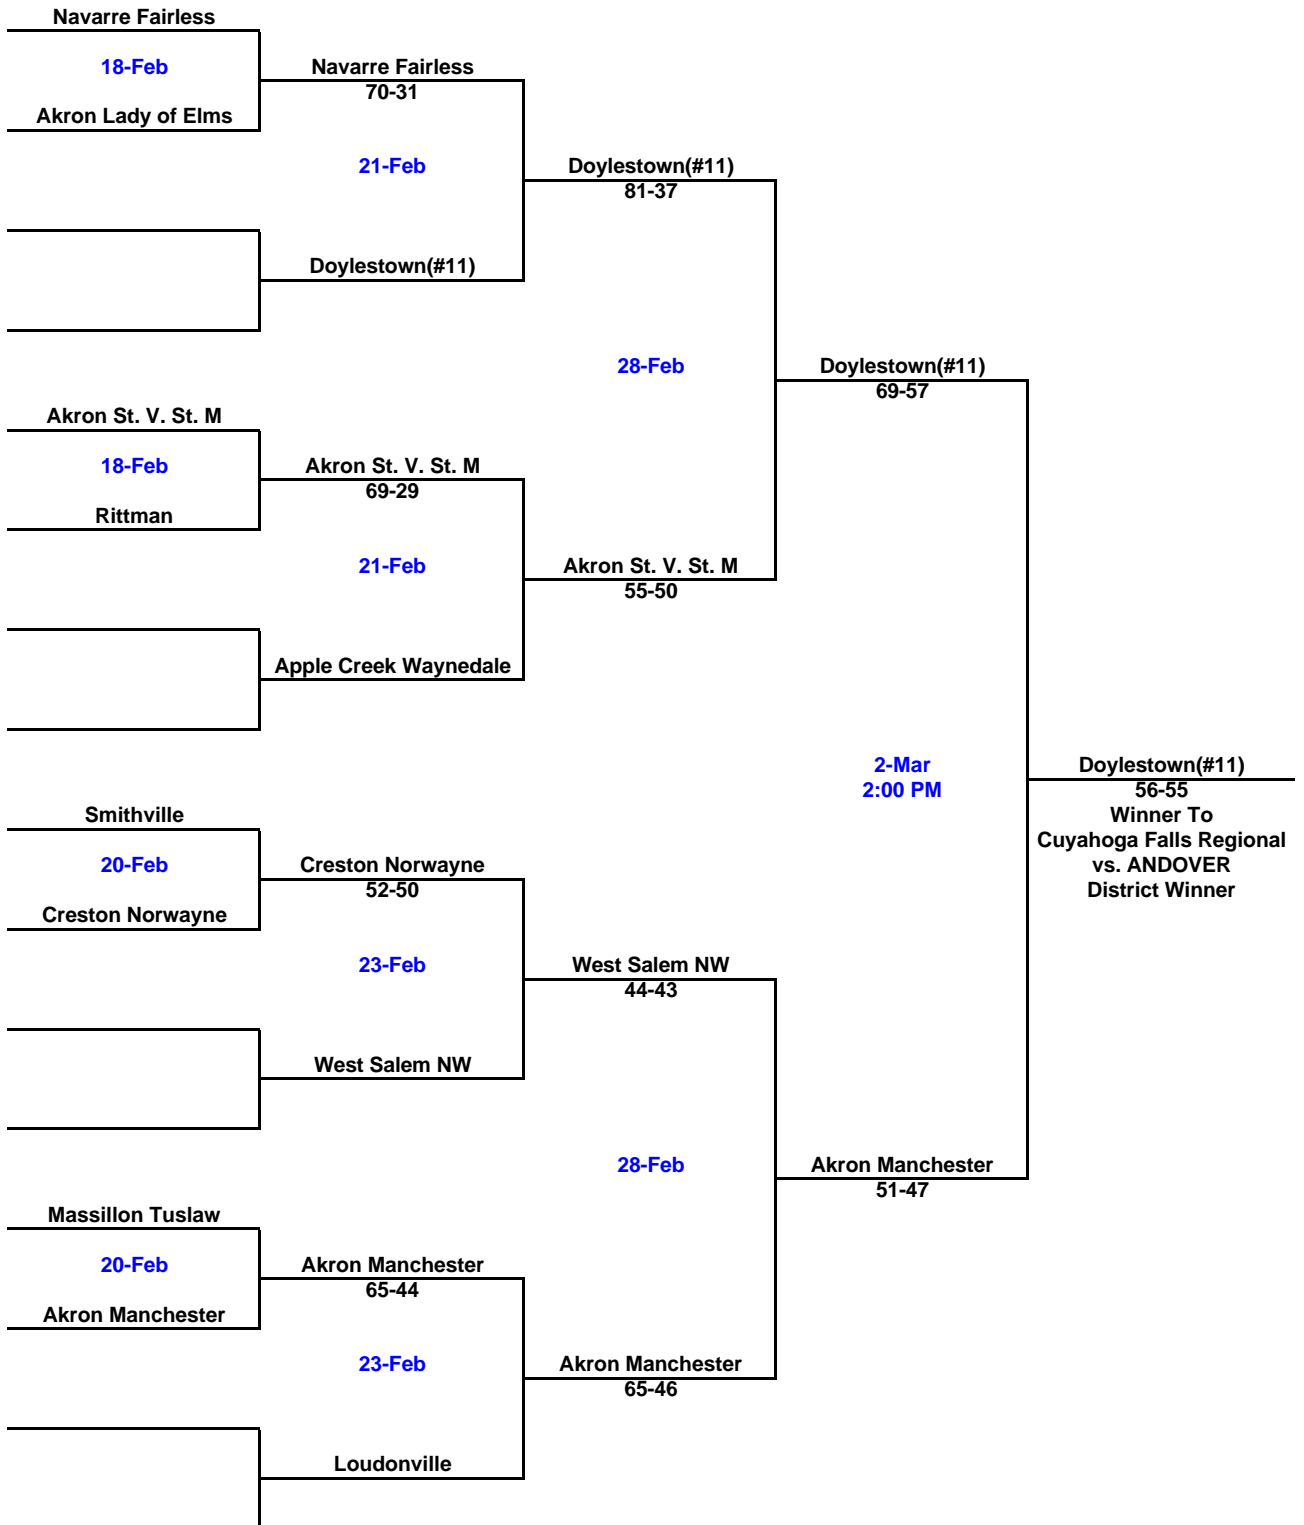 Navarre Fairless
18-Feb
Navarre Fairless
70-31
Akron Lady of Elms
21-Feb
Doylestown(#11)
81-37
Doylestown(#11)
28-Feb
Doylestown(#11)
69-57
Akron St. V. St. M
18-Feb
Akron St. V. St. M
69-29
Rittman
21-Feb
Akron St. V. St. M
55-50
Apple Creek Waynedale
2-Mar
2:00 PM
Doylestown(#11)
56-55
Winner To
Cuyahoga Falls Regional
vs. ANDOVER
District Winner
Smithville
20-Feb
Creston Norwayne
52-50
Creston Norwayne
23-Feb
West Salem NW
44-43
West Salem NW
28-Feb
Akron Manchester
51-47
Massillon Tuslaw
20-Feb
Akron Manchester
65-44
Akron Manchester
23-Feb
Akron Manchester
65-46
Loudonville